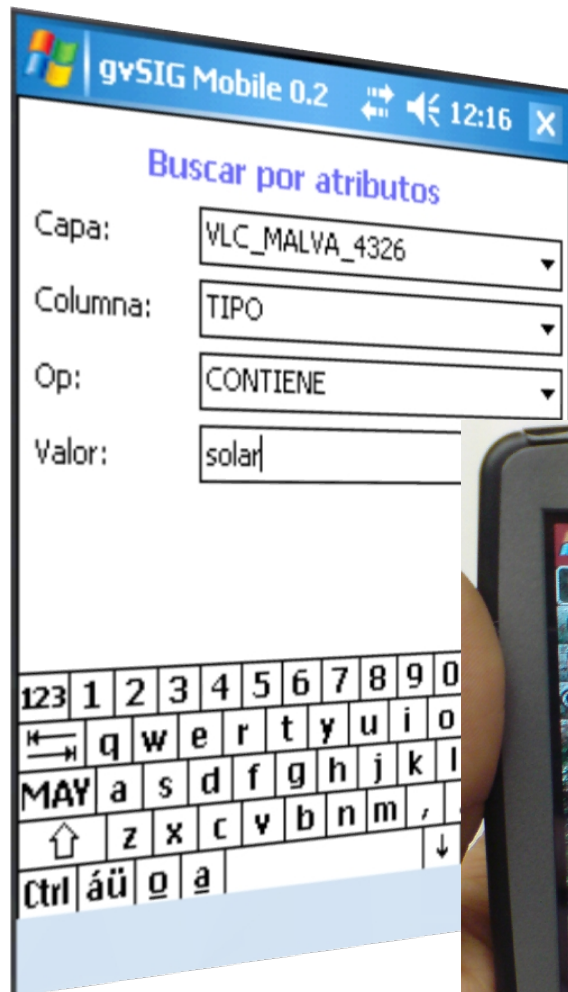 gvSIG Mobile 0.2 12:16 X
Buscar por atributos
Capa: VLC_MALVA_4326
Columna: TIPO
Op: CONTIENE
Valor: solar
123 1 2 3 4 5 6 7 8 9 0
q w e r t y u i o
MAY a s d f g h j k l
z x c v b n m ,
Ctrl áü o a